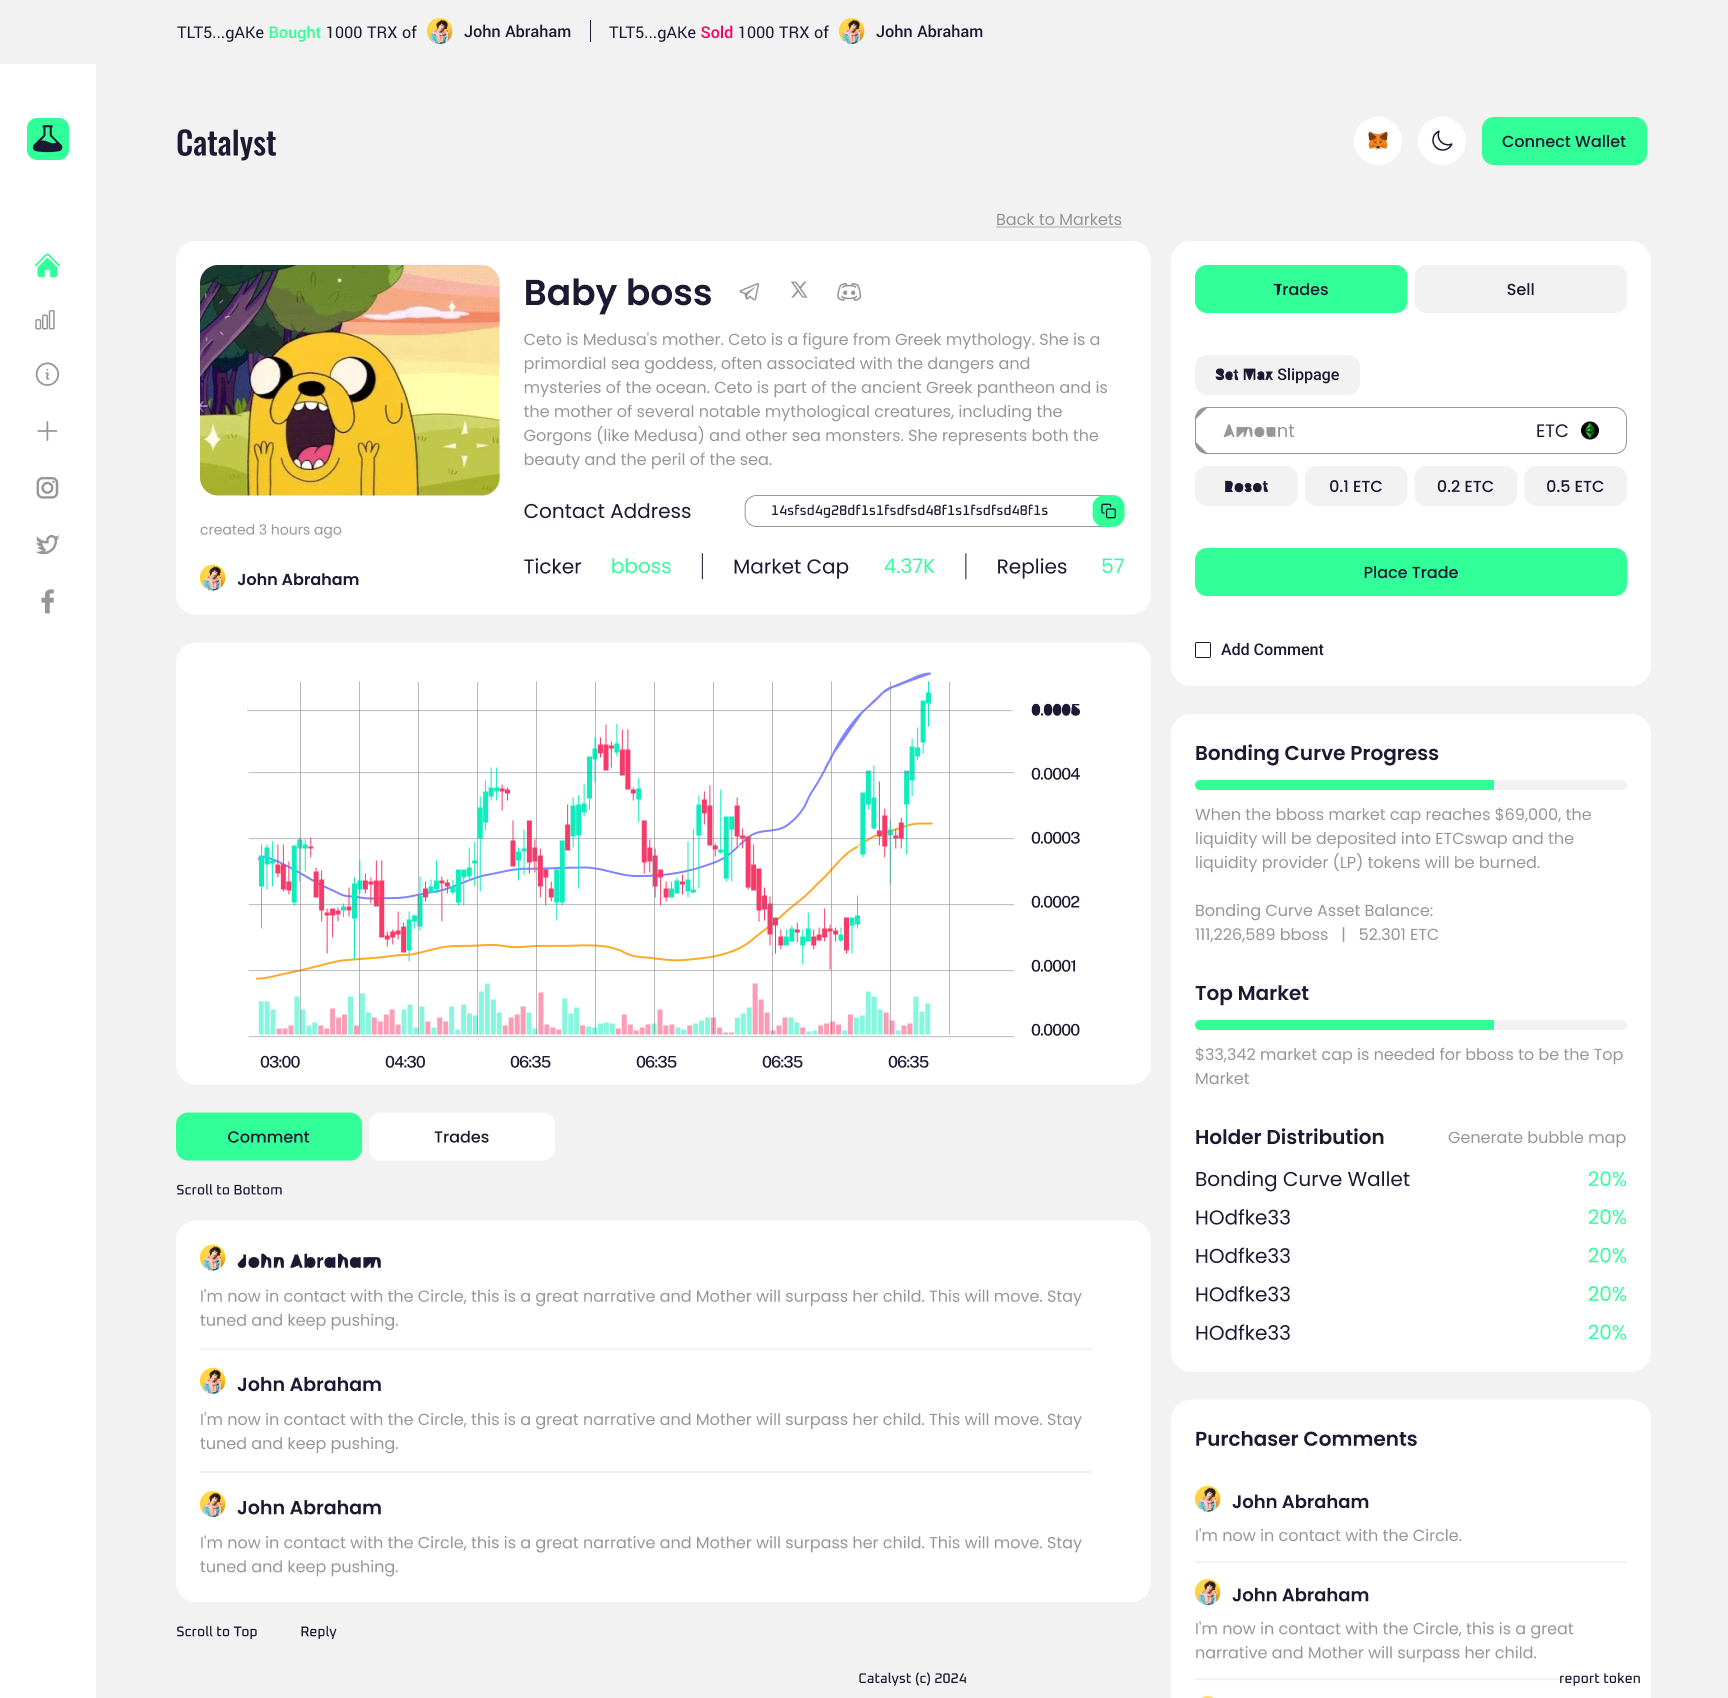 TLT5...gAKe Bought 1000 TRX of John Abraham
TLT5...gAKe Sold 1000 TRX of John Abraham
Catalyst
Connect Wallet
Back to Markets
Baby boss
Ceto is Medusa's mother. Ceto is a figure from Greek mythology. She is a
primordial sea goddess, often associated with the dangers and
mysteries of the ocean. Ceto is part of the ancient Greek pantheon and is
the mother of several notable mythological creatures, including the
Gorgons (like Medusa) and other sea monsters. She represents both the
beauty and the peril of the sea.
created 3 hours ago
John Abraham
Contact Address
14sfsd4g28df1s1fsdfsd48f1s1fsdfsd48f1s
Ticker bboss
Market Cap 4.37K
Replies 57
0.0005
0.0004
0.0003
0.0002
0.0001
0.0000
03:00 04:30 06:35 06:35 06:35 06:35
Comment
Trades
Scroll to Bottom
John Abraham
I'm now in contact with the Circle, this is a great narrative and Mother will surpass her child. This will move. Stay
tuned and keep pushing.
John Abraham
I'm now in contact with the Circle, this is a great narrative and Mother will surpass her child. This will move. Stay
tuned and keep pushing.
John Abraham
I'm now in contact with the Circle, this is a great narrative and Mother will surpass her child. This will move. Stay
tuned and keep pushing.
Scroll to Top
Reply
Trades
Sell
Set Max Slippage
Amount
ETC
Reset
0.1 ETC
0.2 ETC
0.5 ETC
Place Trade
Add Comment
Bonding Curve Progress
When the bboss market cap reaches $69,000, the
liquidity will be deposited into ETCswap and the
liquidity provider (LP) tokens will be burned.
Bonding Curve Asset Balance:
111,226,589 bboss | 52.301 ETC
Top Market
$33,342 market cap is needed for bboss to be the Top
Market
Holder Distribution
Generate bubble map
Bonding Curve Wallet 20%
HOdfke33 20%
HOdfke33 20%
HOdfke33 20%
HOdfke33 20%
Purchaser Comments
John Abraham
I'm now in contact with the Circle.
John Abraham
I'm now in contact with the Circle, this is a great
narrative and Mother will surpass her child.
Catalyst (c) 2024
report token